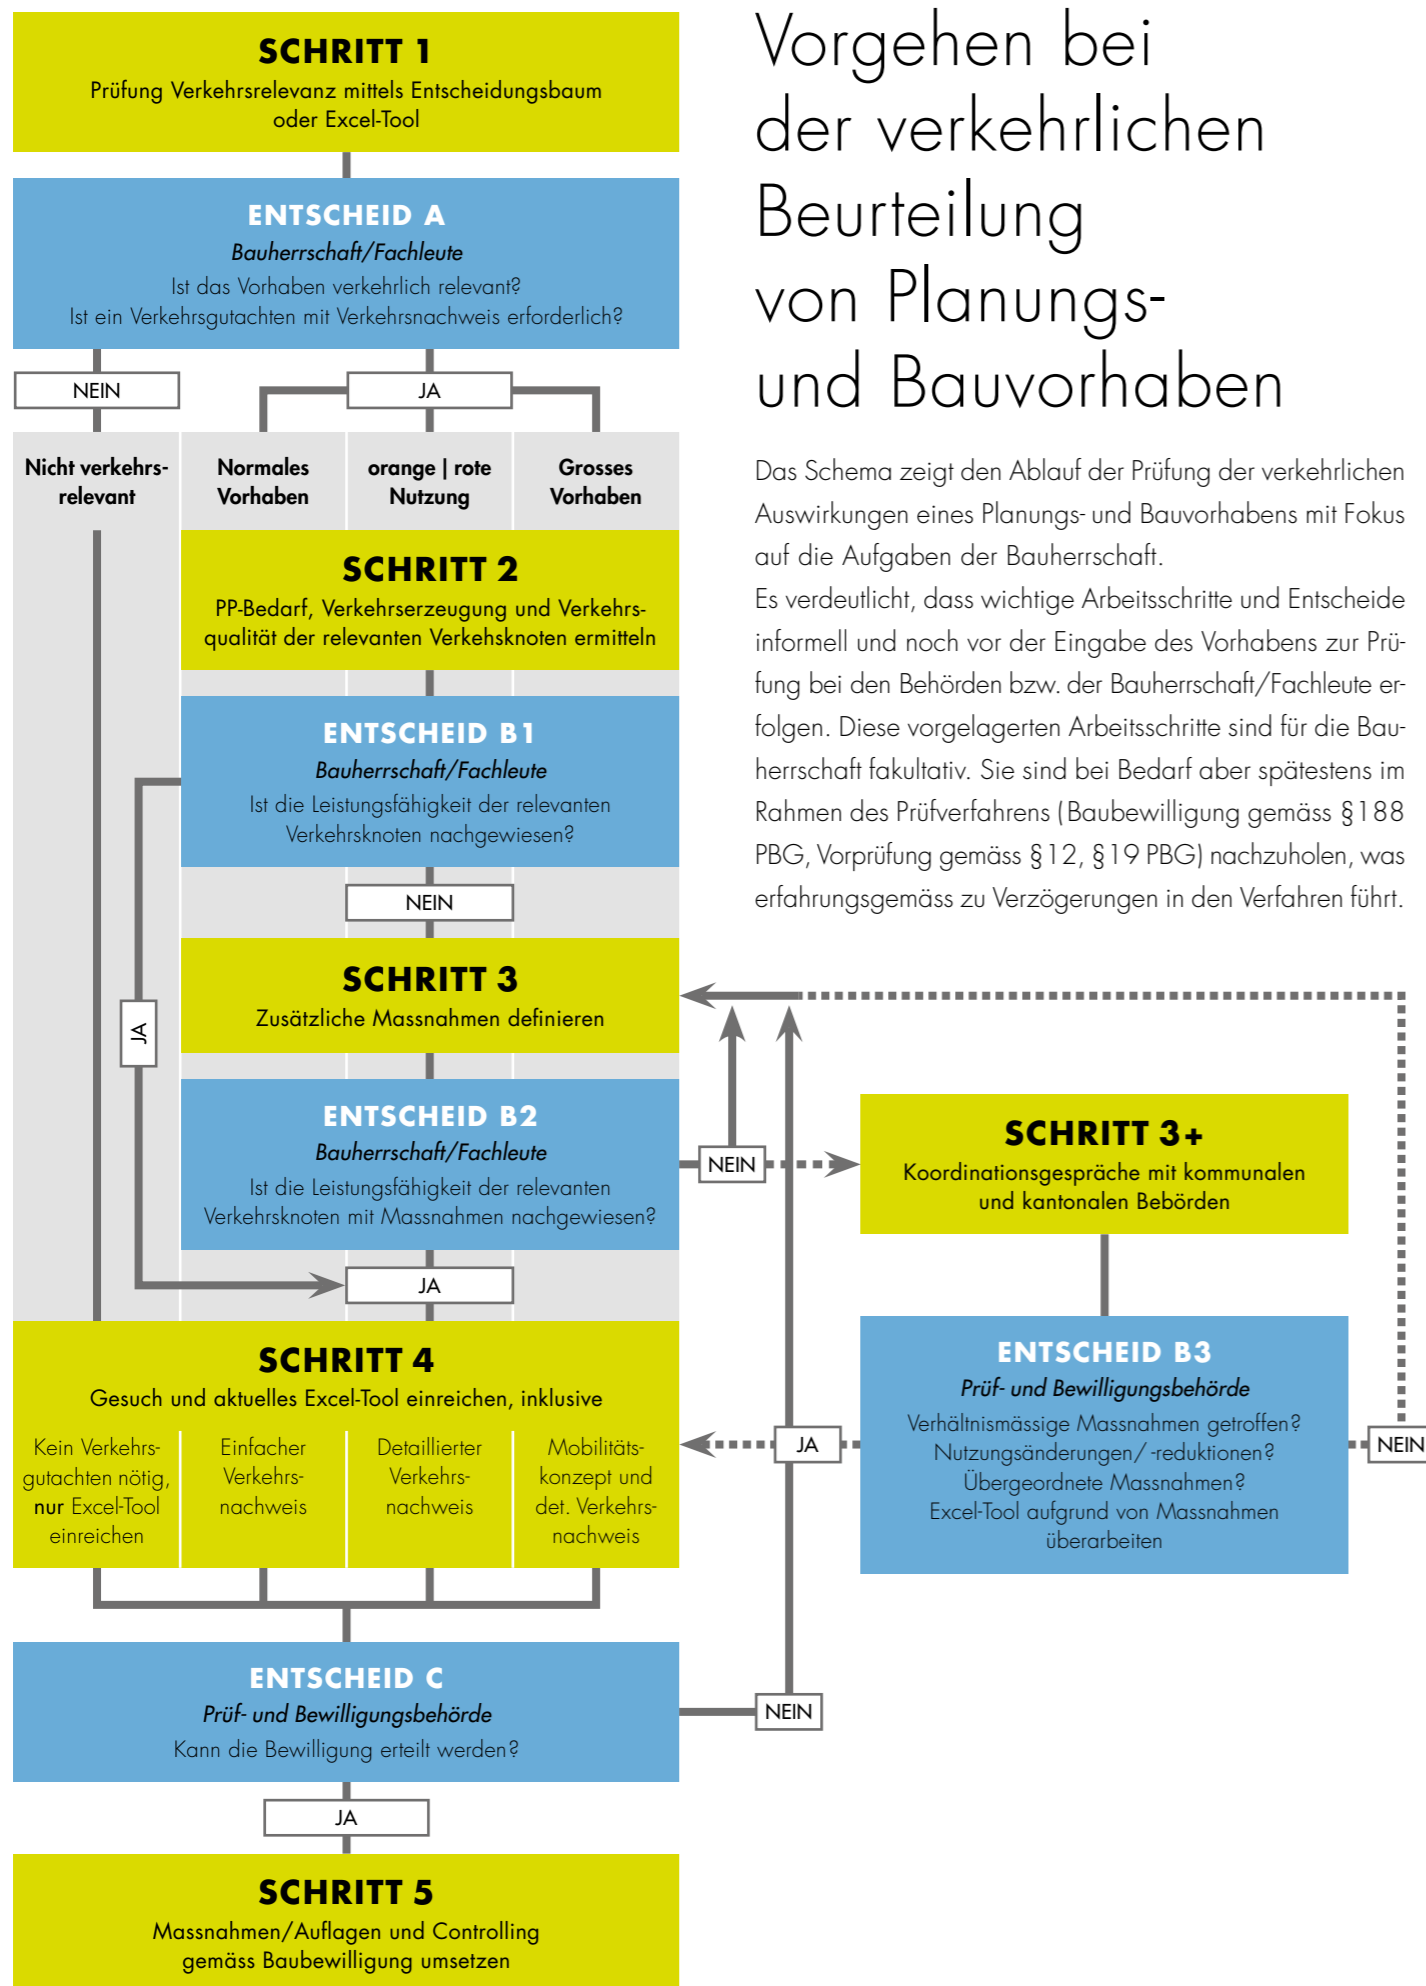 Vorgehen bei
der verkehrlichen
Beurteilung
von Planungs-
und Bauvorhaben
Das Schema zeigt den Ablauf der Prüfung der verkehrlichen
Auswirkungen eines Planungs- und Bauvorhabens mit Fokus
auf die Aufgaben der Bauherrschaft.
Es verdeutlicht, dass wichtige Arbeitsschritte und Entscheide
informell und noch vor der Eingabe des Vorhabens zur Prü-
fung bei den Behörden bzw. der Bauherrschaft/Fachleute er-
folgen. Diese vorgelagerten Arbeitsschritte sind für die Bau-
herrschaft fakultativ. Sie sind bei Bedarf aber spätestens im
Rahmen des Prüfverfahrens (Baubewilligung gemäss §188
PBG, Vorprüfung gemäss §12, §19 PBG) nachzuholen, was
erfahrungsgemäss zu Verzögerungen in den Verfahren führt.
SCHRITT 1
Prüfung Verkehrsrelevanz mittels Entscheidungsbaum
oder Excel-Tool
ENTSCHEID A
Bauherrschaft/Fachleute
Ist das Vorhaben verkehrlich relevant?
Ist ein Verkehrsgutachten mit Verkehrsnachweis erforderlich?
NEIN
JA
Nicht verkehrs-
relevant
Normales
Vorhaben
orange | rote
Nutzung
Grosses
Vorhaben
SCHRITT 2
PP-Bedarf, Verkehrserzeugung und Verkehrs-
qualität der relevanten Verkehsknoten ermitteln
ENTSCHEID B1
Bauherrschaft/Fachleute
Ist die Leistungsfähigkeit der relevanten
Verkehrsknoten nachgewiesen?
NEIN
JA
SCHRITT 3
Zusätzliche Massnahmen definieren
ENTSCHEID B2
Bauherrschaft/Fachleute
Ist die Leistungsfähigkeit der relevanten
Verkehrsknoten mit Massnahmen nachgewiesen?
NEIN
JA
SCHRITT 3+
Koordinationsgespräche mit kommunalen
und kantonalen Bebörden
ENTSCHEID B3
Prüf- und Bewilligungsbehörde
Verhältnismässige Massnahmen getroffen?
Nutzungsänderungen/ -reduktionen?
Übergeordnete Massnahmen?
Excel-Tool aufgrund von Massnahmen
überarbeiten
JA
NEIN
SCHRITT 4
Gesuch und aktuelles Excel-Tool einreichen, inklusive
Kein Verkehrs-
gutachten nötig,
nur Excel-Tool
einreichen
Einfacher
Verkehrs-
nachweis
Detaillierter
Verkehrs-
nachweis
Mobilitäts-
konzept und
det. Verkehrs-
nachweis
ENTSCHEID C
Prüf- und Bewilligungsbehörde
Kann die Bewilligung erteilt werden?
NEIN
JA
SCHRITT 5
Massnahmen/Auflagen und Controlling
gemäss Baubewilligung umsetzen